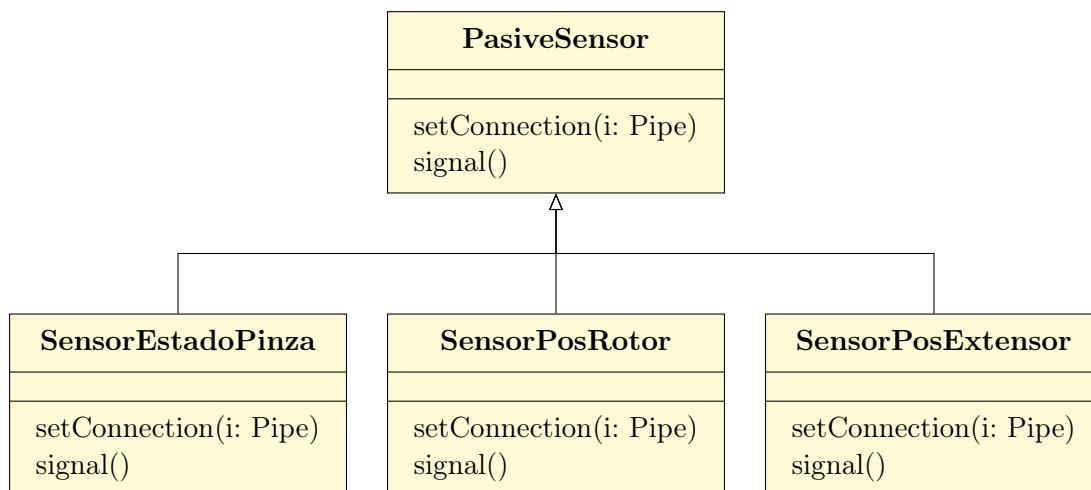 PasiveSensor
setConnection(i: Pipe)
signal()
SensorEstadoPinza
setConnection(i: Pipe)
signal()
SensorPosRotor
setConnection(i: Pipe)
signal()
SensorPosExtensor
setConnection(i: Pipe)
signal()